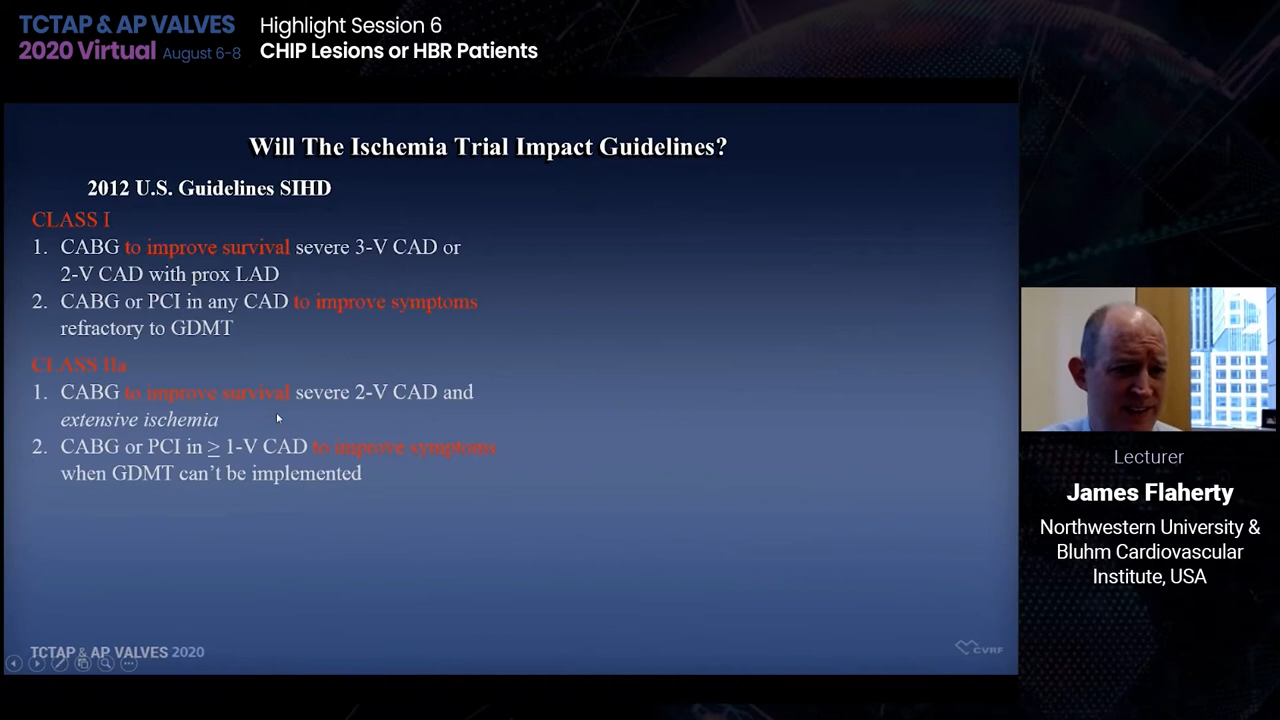 TCTAP & AP VALVES
2020 Virtual August 6-8
Highlight Session 6
CHIP Lesions or HBR Patients
Will The Ischemia Trial Impact Guidelines?
2012 U.S. Guidelines SIHD
CLASS I
1. CABG to improve survival severe 3-V CAD or
2-V CAD with prox LAD
2. CABG or PCI in any CAD to improve symptoms
refractory to GDMT
CLASS IIa
1. CABG to improve survival severe 2-V CAD and
extensive ischemia
2. CABG or PCI in ≥ 1-V CAD to improve symptoms
when GDMT can't be implemented
TCTAP & AP VALVES 2020
CVRF
Lecturer
James Flaherty
Northwestern University &
Bluhm Cardiovascular
Institute, USA